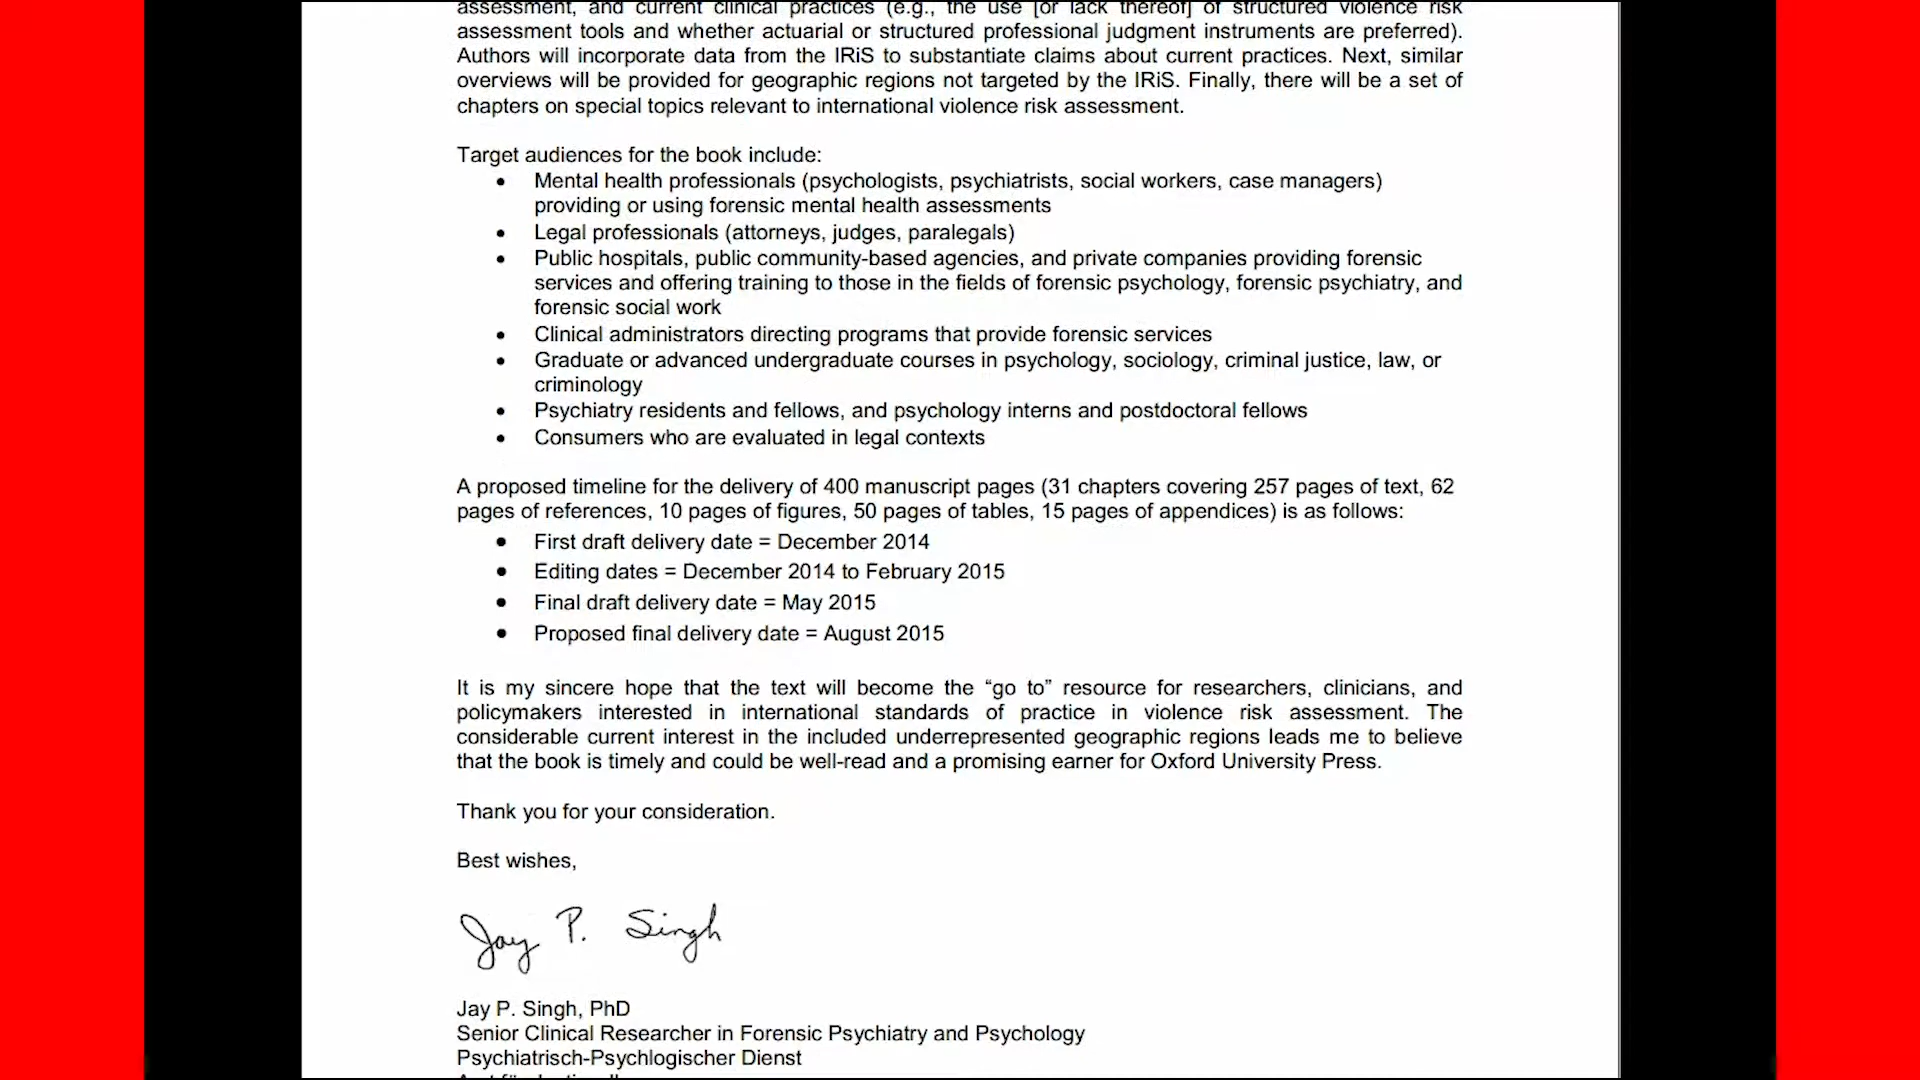 assessment, and current clinical practices (e.g., the use [or lack thereof] of structured violence risk
assessment tools and whether actuarial or structured professional judgment instruments are preferred).
Authors will incorporate data from the IRiS to substantiate claims about current practices. Next, similar
overviews will be provided for geographic regions not targeted by the IRiS. Finally, there will be a set of
chapters on special topics relevant to international violence risk assessment.
Target audiences for the book include:
• Mental health professionals (psychologists, psychiatrists, social workers, case managers)
providing or using forensic mental health assessments
• Legal professionals (attorneys, judges, paralegals)
• Public hospitals, public community-based agencies, and private companies providing forensic
services and offering training to those in the fields of forensic psychology, forensic psychiatry, and
forensic social work
• Clinical administrators directing programs that provide forensic services
• Graduate or advanced undergraduate courses in psychology, sociology, criminal justice, law, or
criminology
• Psychiatry residents and fellows, and psychology interns and postdoctoral fellows
• Consumers who are evaluated in legal contexts
A proposed timeline for the delivery of 400 manuscript pages (31 chapters covering 257 pages of text, 62
pages of references, 10 pages of figures, 50 pages of tables, 15 pages of appendices) is as follows:
• First draft delivery date = December 2014
• Editing dates = December 2014 to February 2015
• Final draft delivery date = May 2015
• Proposed final delivery date = August 2015
It is my sincere hope that the text will become the “go to” resource for researchers, clinicians, and
policymakers interested in international standards of practice in violence risk assessment. The
considerable current interest in the included underrepresented geographic regions leads me to believe
that the book is timely and could be well-read and a promising earner for Oxford University Press.
Thank you for your consideration.
Best wishes,
Jay P. Singh
Jay P. Singh, PhD
Senior Clinical Researcher in Forensic Psychiatry and Psychology
Psychiatrisch-Psychlogischer Dienst